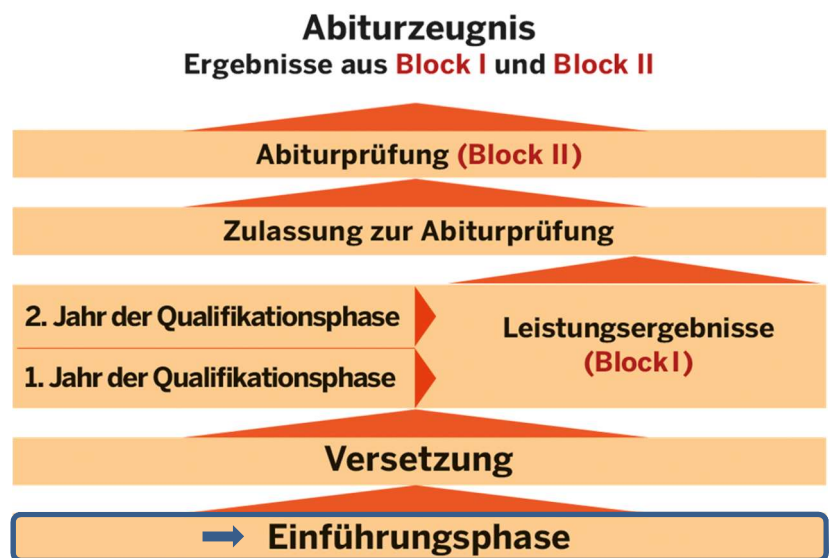 Abiturzeugnis
Ergebnisse aus Block I und Block II
Abiturprüfung (Block II)
Zulassung zur Abiturprüfung
2. Jahr der Qualifikationsphase
1. Jahr der Qualifikationsphase
Leistungsergebnisse
(Block I)
Versetzung
Einführungsphase